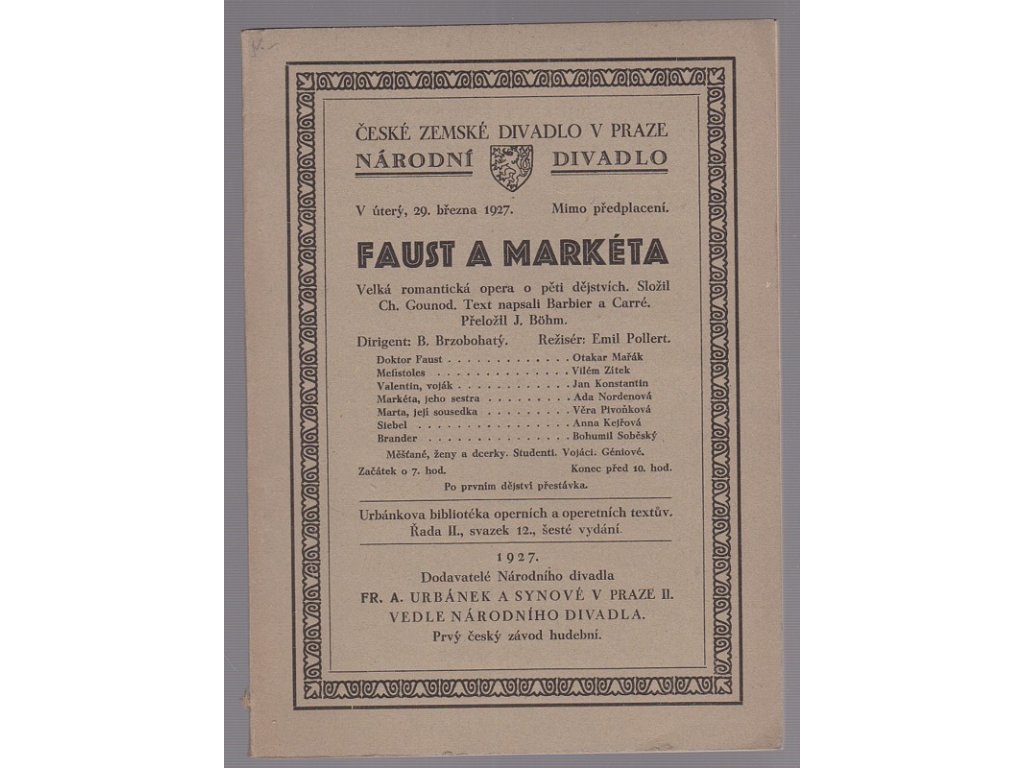 ČESKÉ ZEMSKÉ DIVADLO V PRAZE
NÁRODNÍ DIVADLO
V úterý, 29. března 1927. Mimo předplacení.
FAUST A MARKÉTA
Velká romantická opera o pěti dějstvích. Složil
Ch. Gounod. Text napsali Barbier a Carré.
Přeložil J. Böhm.
Dirigent: B. Brzobohatý. Režisér: Emil Pollert.
Doktor Faust . . . . . . . . . . . . . Otakar Mařák
Mefistoles . . . . . . . . . . . . . . Vilém Zítek
Valentin, voják . . . . . . . . . . . . Jan Konstantin
Markéta, jeho sestra . . . . . . . . . Ada Nordenová
Marta, její sousedka . . . . . . . . . Věra Pivoňková
Siebel . . . . . . . . . . . . . . . . Anna Kejřová
Brander . . . . . . . . . . . . . . . Bohumil Soběský
Měšťané, ženy a dcerky. Studenti. Vojáci. Géniové.
Začátek o 7. hod. Konec před 10. hod.
Po prvním dějství přestávka.
Urbánkova bibliotéka operních a operetních textův.
Řada II., svazek 12., šesté vydání.
1927.
Dodavatelé Národního divadla
FR. A. URBÁNEK A SYNOVÉ V PRAZE II.
VEDLE NÁRODNÍHO DIVADLA.
Prvý český závod hudební.